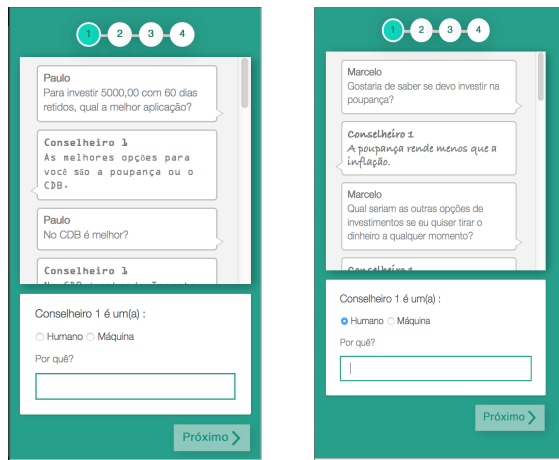 1 2 3 4
Paulo
Para investir 5000,00 com 60 dias
retidos, qual a melhor aplicação?
Conselheiro 1
As melhores opções para
você são a poupança ou o
CDB.
Paulo
No CDB é melhor?
Conselheiro 1
Conselheiro 1 é um(a) :
Humano Máquina
Por quê?
Próximo
1 2 3 4
Marcelo
Gostaria de saber se devo investir na
poupança?
Conselheiro 1
A poupança rende menos que a
inflação.
Marcelo
Qual seriam as outras opções de
investimentos se eu quiser tirar o
dinheiro a qualquer momento?
Conselheiro 1
Conselheiro 1 é um(a) :
Humano Máquina
Por quê?
Próximo